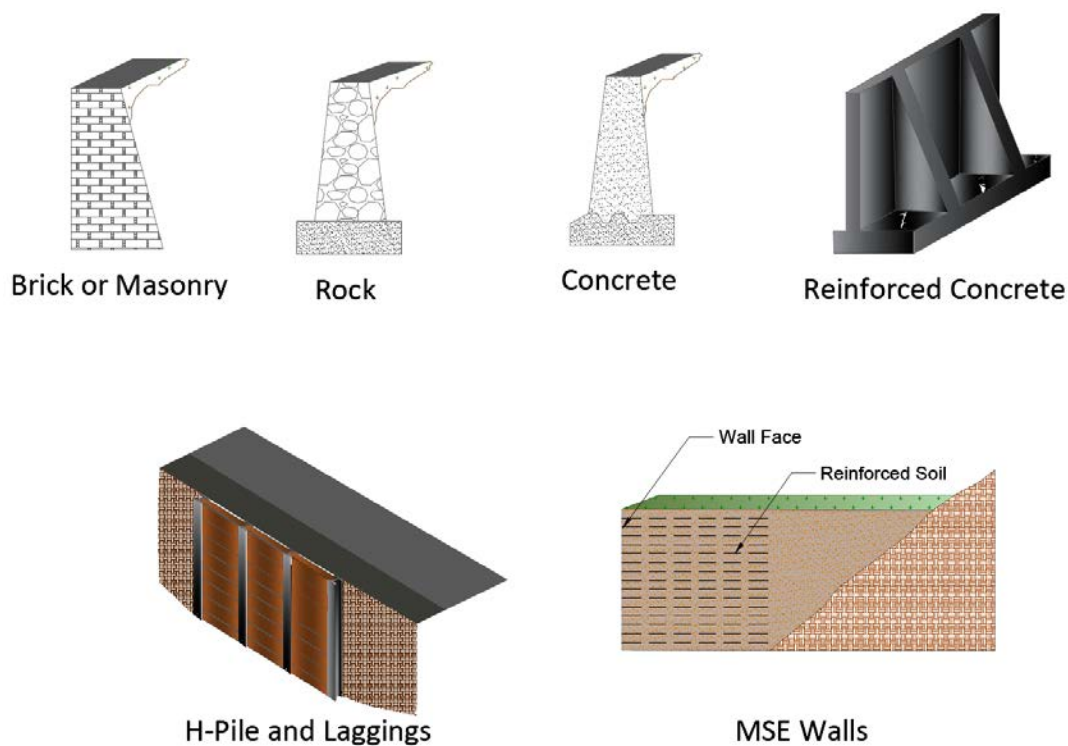 Brick or Masonry
Rock
Concrete
Reinforced Concrete
Wall Face
Reinforced Soil
H-Pile and Laggings
MSE Walls